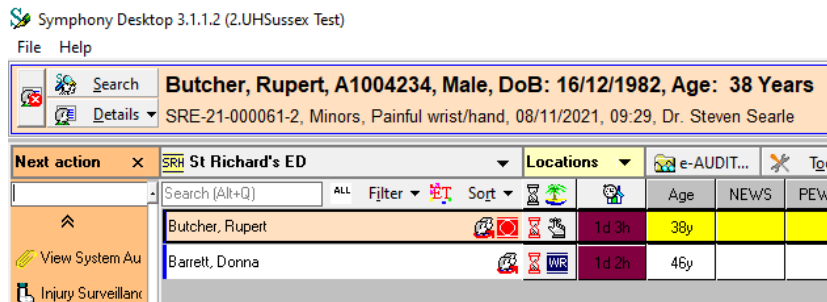 Symphony Desktop 3.1.1.2 (2.UHSussex Test)
File Help
Search Butcher, Rupert, A1004234, Male, DoB: 16/12/1982, Age: 38 Years
Details SRE-21-000061-2, Minors, Painful wrist/hand, 08/11/2021, 09:29, Dr. Steven Searle
Next action x SRH St Richard's ED Locations e-AUDIT...
Search (Alt+Q) ALL Filter ET Sort Age NEWS
Butcher, Rupert 1d 3h 38y
View System Au Barrett, Donna WR 1d 2h 46y
Injury Surveillanc